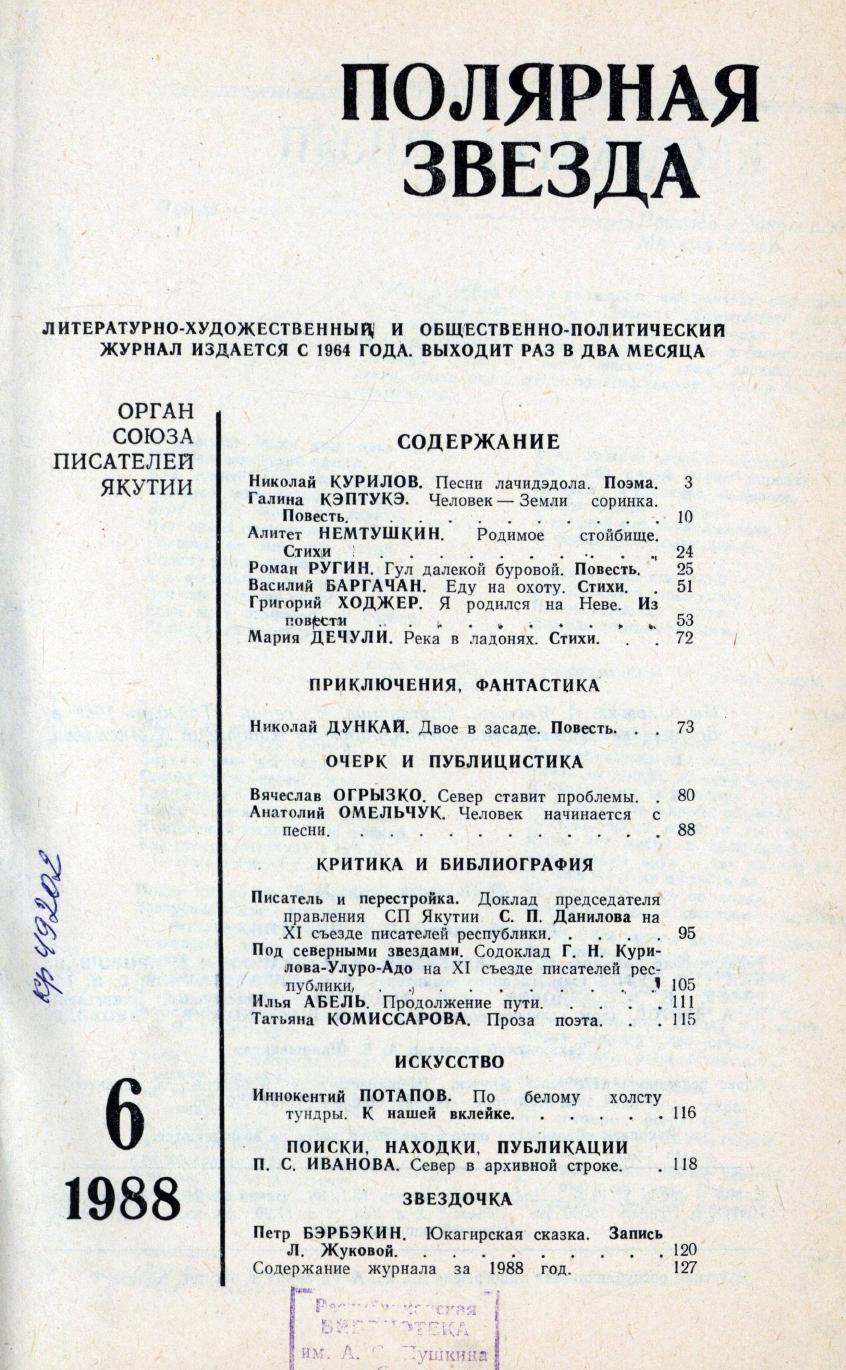 ПОЛЯРНАЯ
ЗВЕЗДА
ЛИТЕРАТУРНО-ХУДОЖЕСТВЕННЫЙ И ОБЩЕСТВЕННО-ПОЛИТИЧЕСКИЙ
ЖУРНАЛ ИЗДАЕТСЯ С 1964 ГОДА. ВЫХОДИТ РАЗ В ДВА МЕСЯЦА
ОРГАН
СОЮЗА
ПИСАТЕЛЕЙ
ЯКУТИИ
СОДЕРЖАНИЕ
Николай КУРИЛОВ. Песни лачидэдола. Поэма. 3
Галина КЭПТУКЭ. Человек — Земли соринка.
Повесть. . . . . . . . . . . 10
Алитет НЕМТУШКИН. Родимое стойбище.
Стихи . . . . . . . . . . . 24
Роман РУГИН. Гул далекой буровой. Повесть. 25
Василий БАРГАЧАН. Еду на охоту. Стихи. . 51
Григорий ХОДЖЕР. Я родился на Неве. Из
повести . . . . . . . . . . 53
Мария ДЕЧУЛИ. Река в ладонях. Стихи. . . 72
ПРИКЛЮЧЕНИЯ, ФАНТАСТИКА
Николай ДУНКАЙ. Двое в засаде. Повесть. . . 73
ОЧЕРК И ПУБЛИЦИСТИКА
Вячеслав ОГРЫЗКО. Север ставит проблемы. . 80
Анатолий ОМЕЛЬЧУК. Человек начинается с
песни. . . . . . . . . . . . 88
КРИТИКА И БИБЛИОГРАФИЯ
Писатель и перестройка. Доклад председателя
правления СП Якутии С. П. Данилова на
XI съезде писателей республики. . . . . 95
Под северными звездами. Содоклад Г. Н. Кури-
лова-Улуро-Адо на XI съезде писателей рес-
публики, . . . . . . . . . . 105
Илья АБЕЛЬ. Продолжение пути. . . . . 111
Татьяна КОМИССАРОВА. Проза поэта. . . . 115
ИСКУССТВО
Иннокентий ПОТАПОВ. По белому холсту
тундры. К нашей вклейке. . . . . . 116
ПОИСКИ, НАХОДКИ, ПУБЛИКАЦИИ
П. С. ИВАНОВА. Север в архивной строке. . . 118
ЗВЕЗДОЧКА
Петр БЭРБЭКИН. Юкагирская сказка. Запись
Л. Жуковой. . . . . . . . . . 120
Содержание журнала за 1988 год. 127
кр 49202
6
1988
Республиканская
БИБЛИОТЕКА
им. А. С. Пушкина